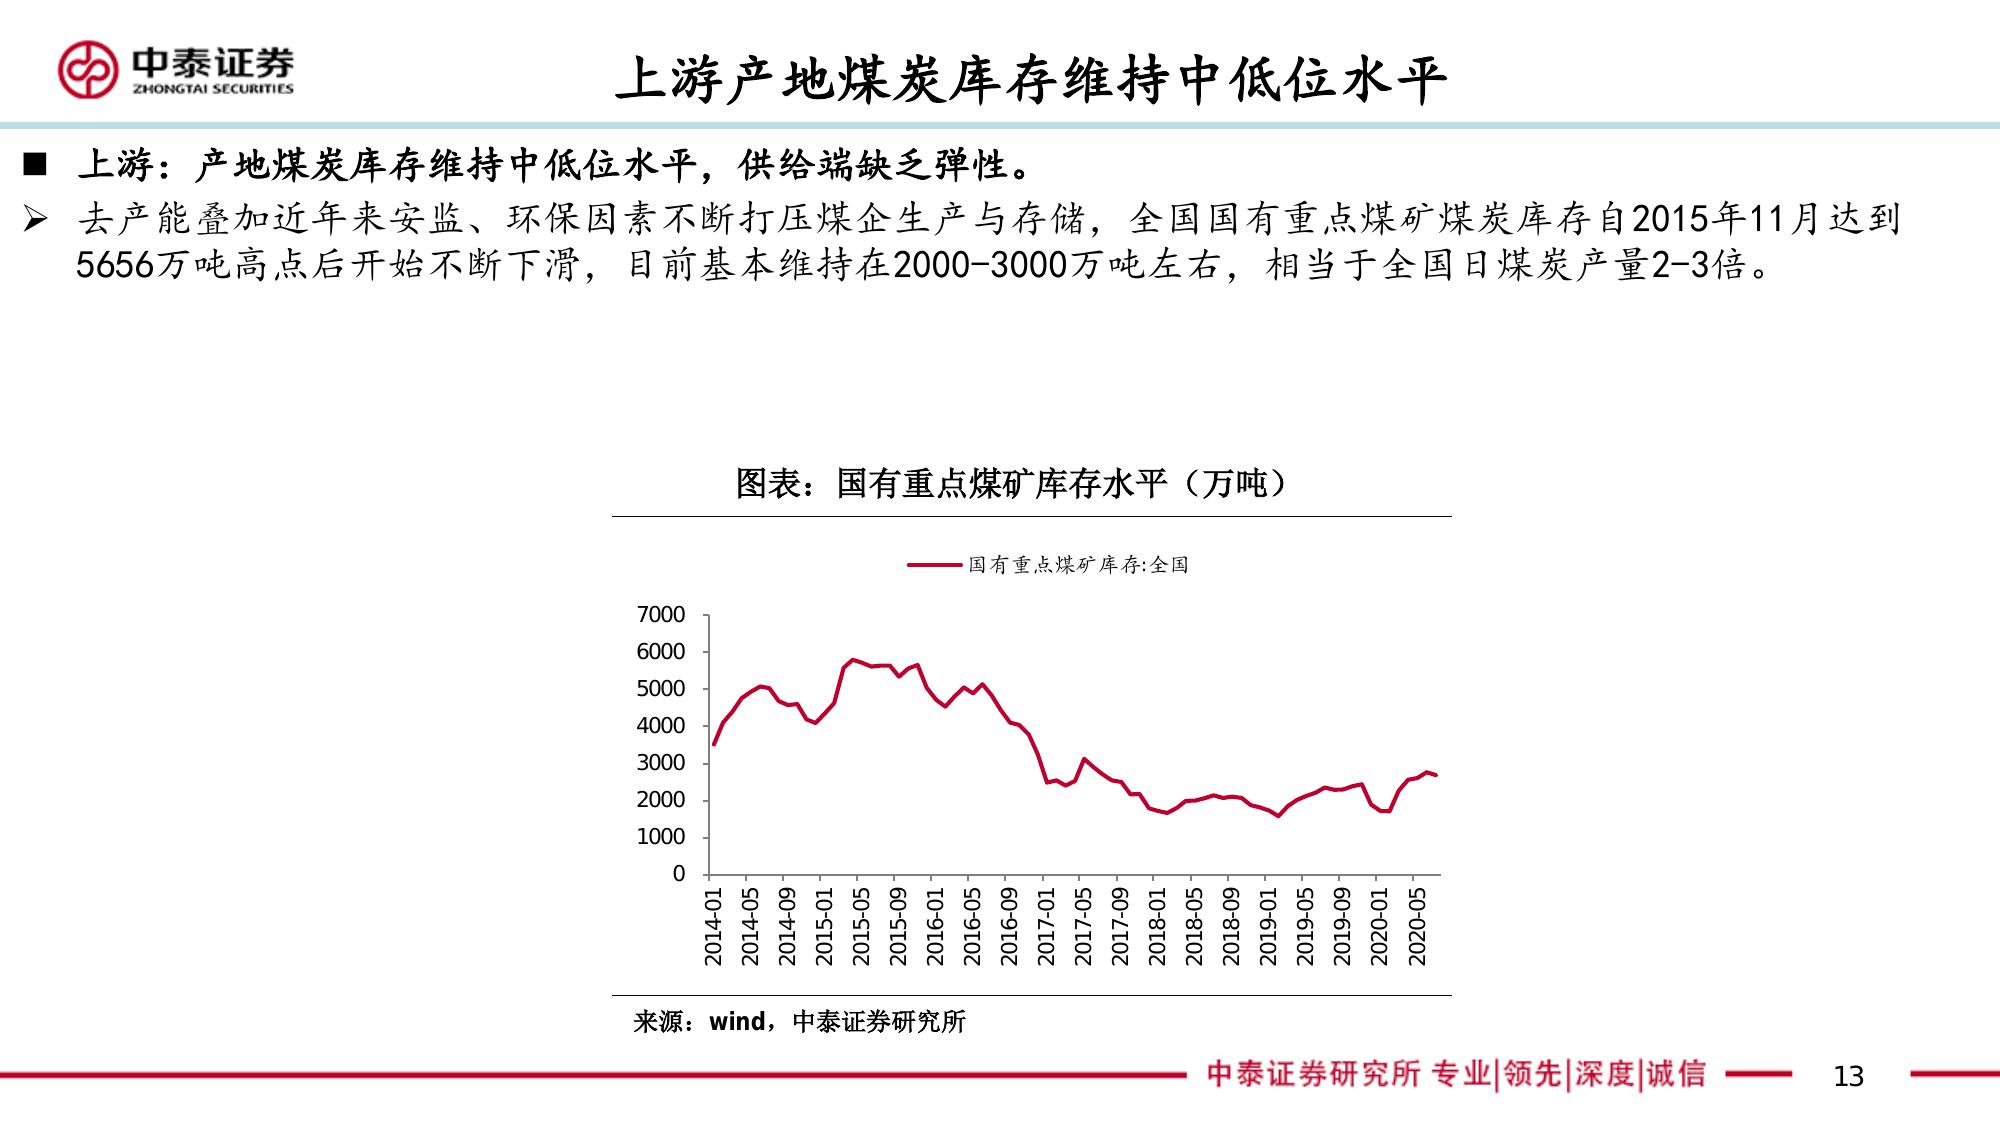 中泰证券
ZHONGTAI SECURITIES
上游产地煤炭库存维持中低位水平
■ 上游：产地煤炭库存维持中低位水平，供给端缺乏弹性。
➢ 去产能叠加近年来安监、环保因素不断打压煤企生产与存储，全国国有重点煤矿煤炭库存自2015年11月达到
5656万吨高点后开始不断下滑，目前基本维持在2000-3000万吨左右，相当于全国日煤炭产量2-3倍。
图表：国有重点煤矿库存水平（万吨）
国有重点煤矿库存:全国
7000
6000
5000
4000
3000
2000
1000
0
2014-01
2014-05
2014-09
2015-01
2015-05
2015-09
2016-01
2016-05
2016-09
2017-01
2017-05
2017-09
2018-01
2018-05
2018-09
2019-01
2019-05
2019-09
2020-01
2020-05
来源：wind，中泰证券研究所
中泰证券研究所 专业|领先|深度|诚信
13